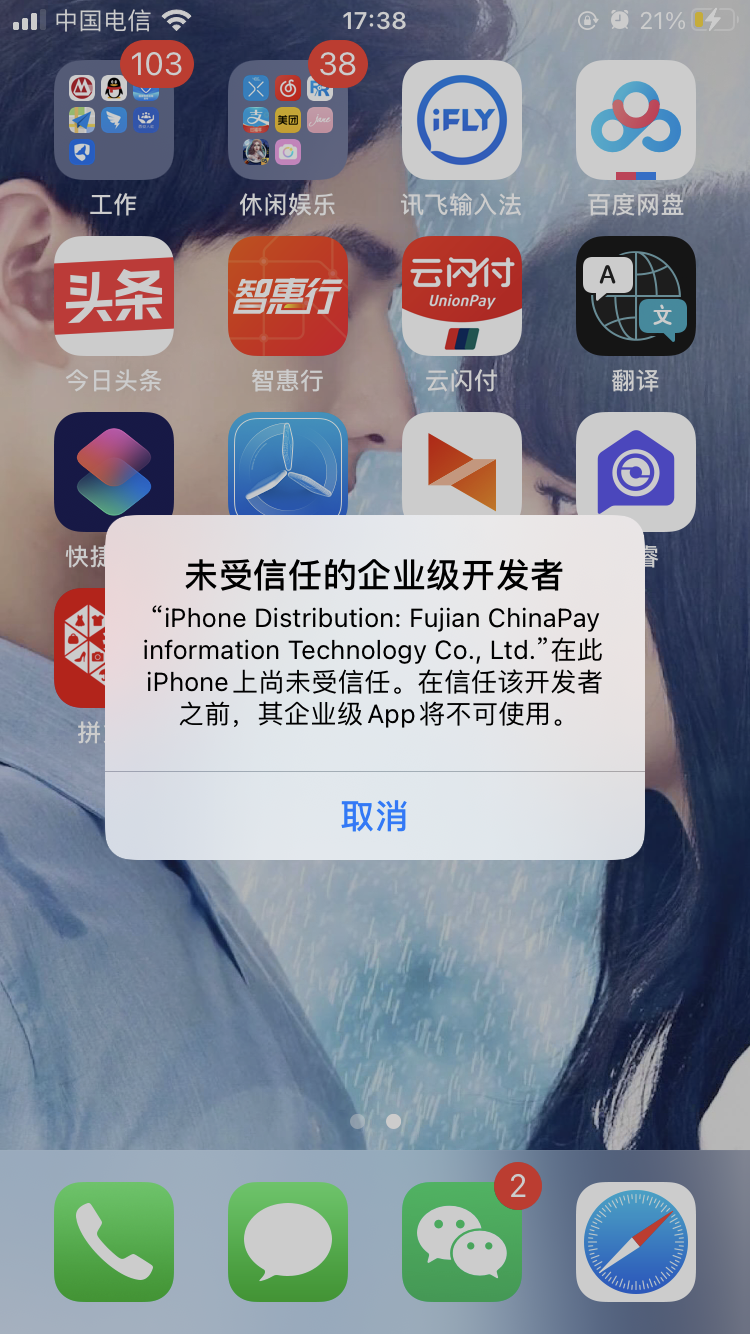 中国电信
17:38
21%
103
38
美团
iFLY
工作
休闲娱乐
讯飞输入法
百度网盘
头条
智惠行
云闪付
UnionPay
A
文
今日头条
智惠行
云闪付
翻译
快捷
睿
拼
未受信任的企业级开发者
“iPhone Distribution: Fujian ChinaPay
information Technology Co., Ltd.”在此
iPhone上尚未受信任。在信任该开发者
之前，其企业级App将不可使用。
取消
2